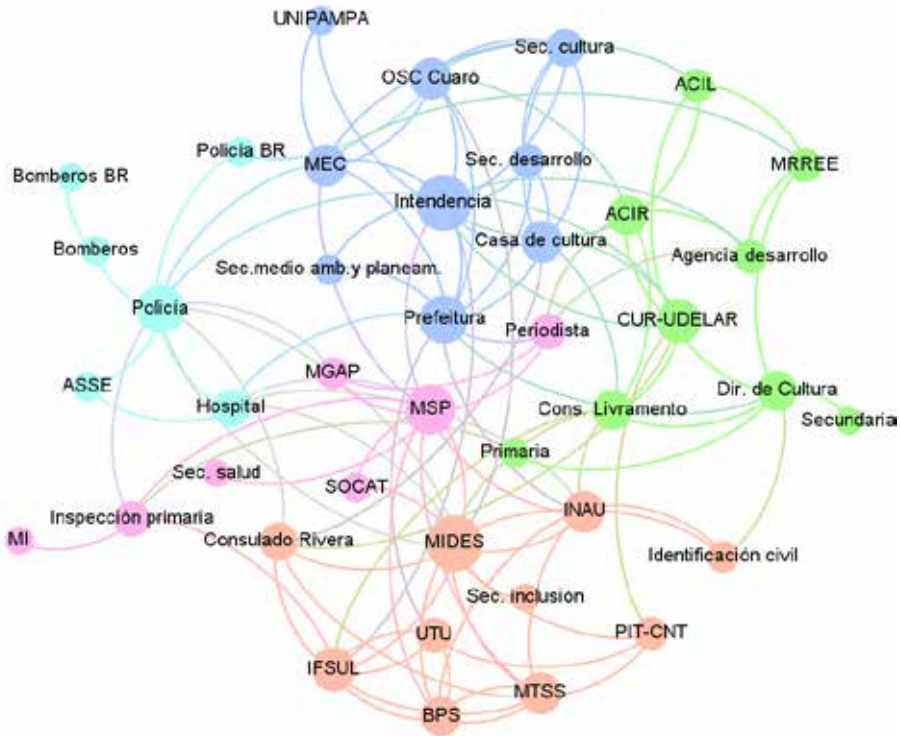 UNIPAMPA
Sec. cultura
OSC Cuaró
ACIL
Policía BR
MEC
Sec. desarrollo
MRREE
Bomberos BR
Intendencia
ACIR
Bomberos
Casa de cultura
Agencia desarrollo
Sec.medio amb.y planeam.
Policía
Prefeitura
Periodista
CUR-UDELAR
MGAP
ASSE
Hospital
MSP
Cons. Livramento
Dir. de Cultura
Secundaria
Primaria
Sec. salud
SOCAT
Inspección primaria
INAU
MI
Consulado Rivera
MIDES
Identificación civil
Sec. inclusion
UTU
PIT-CNT
IFSUL
MTSS
BPS